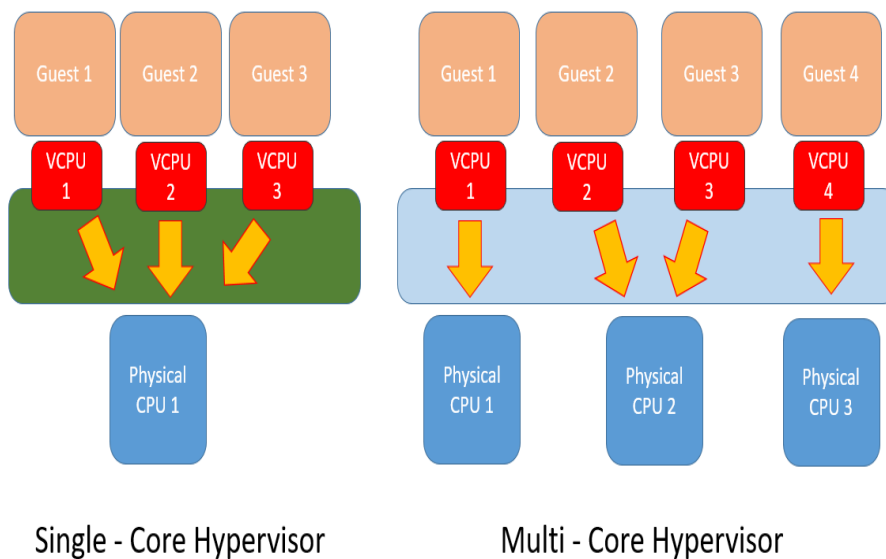 Guest 1
Guest 2
Guest 3
VCPU
1
VCPU
2
VCPU
3
Physical
CPU 1
Single - Core Hypervisor
Guest 1
Guest 2
Guest 3
Guest 4
VCPU
1
VCPU
2
VCPU
3
VCPU
4
Physical
CPU 1
Physical
CPU 2
Physical
CPU 3
Multi - Core Hypervisor